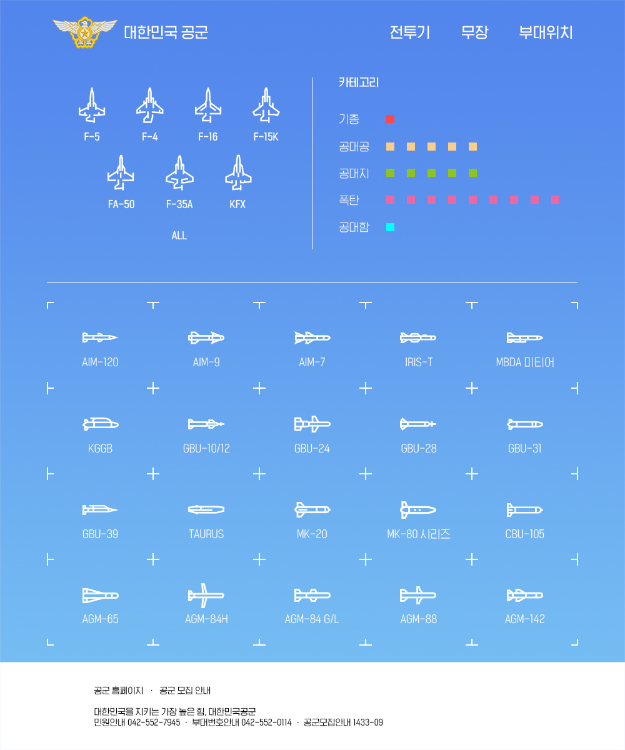 대한민국 공군
전투기 무장 부대위치
F-5 F-4 F-16 F-15K
FA-50 F-35A KFX
ALL
카테고리
기종
공대공
공대지
폭탄
공대함
AIM-120 AIM-9 AIM-7 IRIS-T MBDA 미티어
KGGB GBU-10/12 GBU-24 GBU-28 GBU-31
GBU-39 TAURUS MK-20 MK-80 시리즈 CBU-105
AGM-65 AGM-84H AGM-84 G/L AGM-88 AGM-142
공군 홈페이지 · 공군 모집 안내
대한민국을 지키는 가장 높은 힘, 대한민국공군
민원안내 042-552-7945 · 부대번호안내 042-552-0114 · 공군모집안내 1433-09